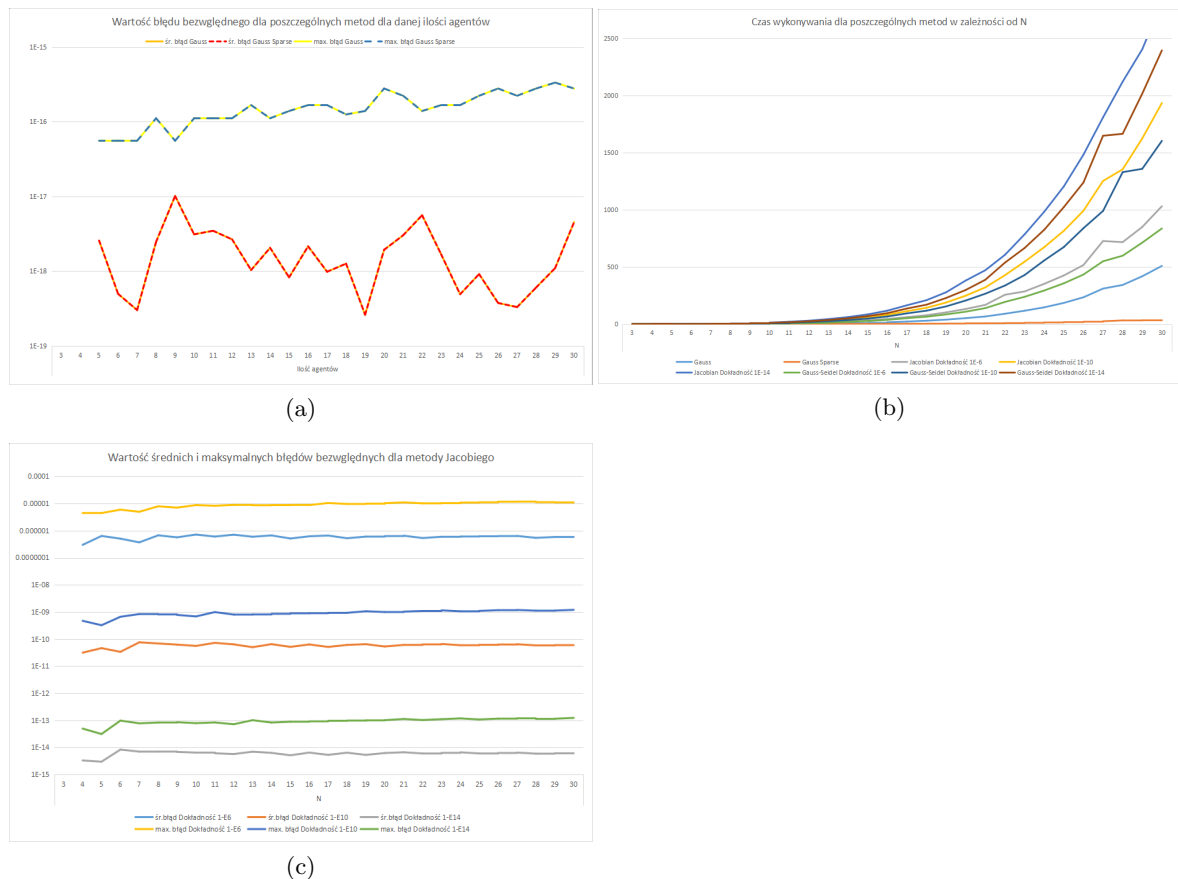 Wartość błędu bezwględnego dla poszczególnych metod dla danej ilości agentów
śr. błąd Gauss śr. błąd Gauss Sparse max. błąd Gauss max. błąd Gauss Sparse
1E-15
1E-16
1E-17
1E-18
1E-19
3 4 5 6 7 8 9 10 11 12 13 14 15 16 17 18 19 20 21 22 23 24 25 26 27 28 29 30
Ilość agentów
(a)
Czas wykonywania dla poszczególnych metod w zależności od N
2500
2000
1500
1000
500
0
3 4 5 6 7 8 9 10 11 12 13 14 15 16 17 18 19 20 21 22 23 24 25 26 27 28 29 30
N
Gauss Gauss Sparse Jacobian Dokładność 1E-6 Jacobian Dokładność 1E-10
Jacobian Dokładność 1E-14 Gauss-Seidel Dokładność 1E-6 Gauss-Seidel Dokładność 1E-10 Gauss-Seidel Dokładność 1E-14
(b)
Wartość średnich i maksymalnych błędów bezwględnych dla metody Jacobiego
0.0001
0.00001
0.000001
0.0000001
1E-08
1E-09
1E-10
1E-11
1E-12
1E-13
1E-14
1E-15
3 4 5 6 7 8 9 10 11 12 13 14 15 16 17 18 19 20 21 22 23 24 25 26 27 28 29 30
N
śr.błąd Dokładność 1-E6 śr.błąd Dokładność 1-E10 śr.błąd Dokładność 1-E14
max. błąd Dokładność 1-E6 max. błąd Dokładność 1-E10 max. błąd Dokładność 1-E14
(c)